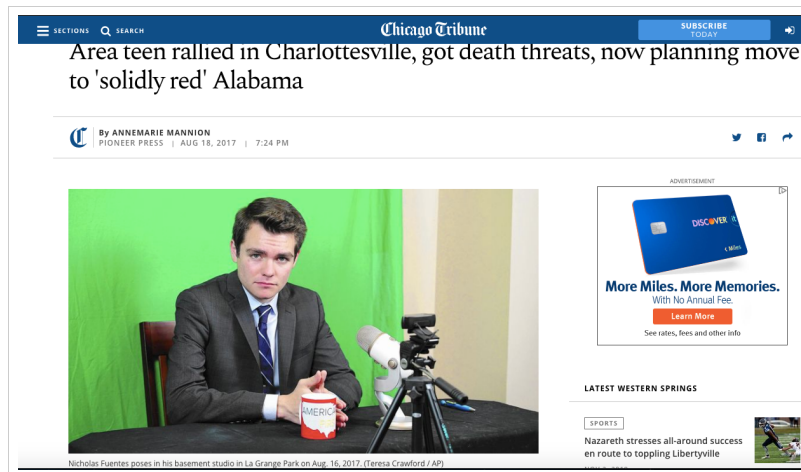 SECTIONS SEARCH Chicago Tribune SUBSCRIBE
TODAY
Area teen rallied in Charlottesville, got death threats, now planning move
to 'solidly red' Alabama
By ANNEMARIE MANNION
PIONEER PRESS | AUG 18, 2017 | 7:24 PM
ADVERTISEMENT
DISCOVER it
Miles
More Miles. More Memories.
With No Annual Fee.
Learn More
See rates, fees and other info
AMERICA
LATEST WESTERN SPRINGS
SPORTS
Nazareth stresses all-around success
en route to toppling Libertyville
Nicholas Fuentes poses in his basement studio in La Grange Park on Aug. 16, 2017. (Teresa Crawford / AP)